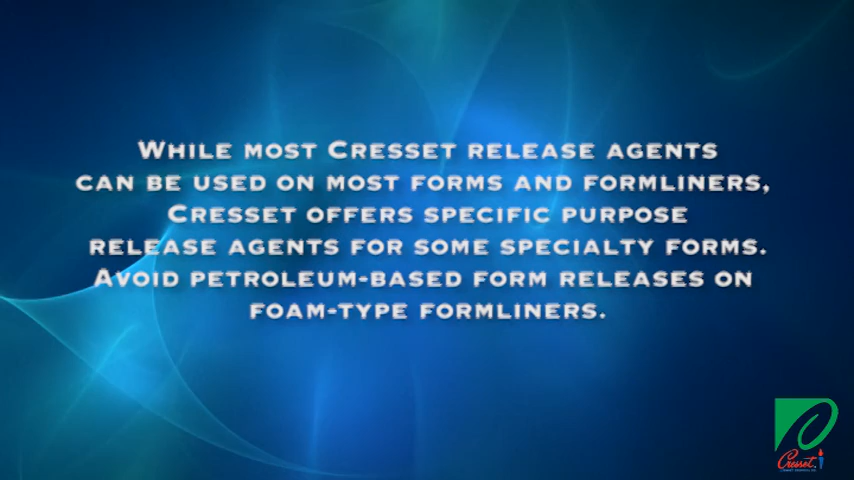 While most Cresset release agents
can be used on most forms and formliners,
Cresset offers specific purpose
release agents for some specialty forms.
Avoid petroleum-based form releases on
foam-type formliners.
Cresset